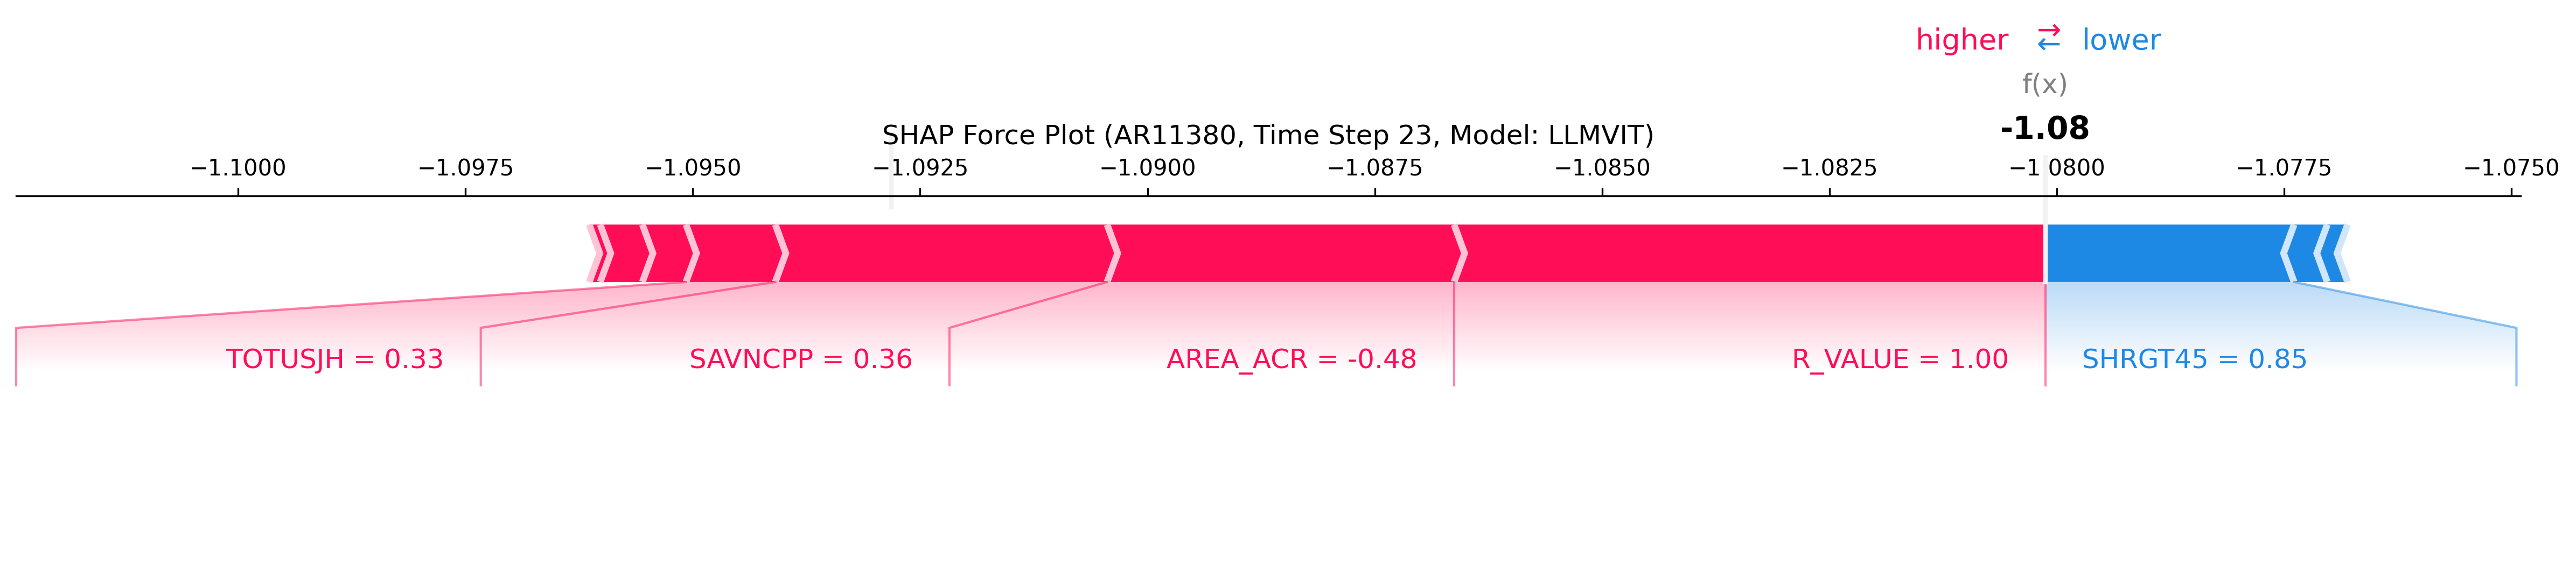 higher ⇄ lower
f(x)
-1.08
SHAP Force Plot (AR11380, Time Step 23, Model: LLMVIT)
−1.1000 −1.0975 −1.0950 −1.0925 −1.0900 −1.0875 −1.0850 −1.0825 −1.0800 −1.0775 −1.0750
TOTUSJH = 0.33 SAVNCPP = 0.36 AREA_ACR = -0.48 R_VALUE = 1.00 SHRGT45 = 0.85